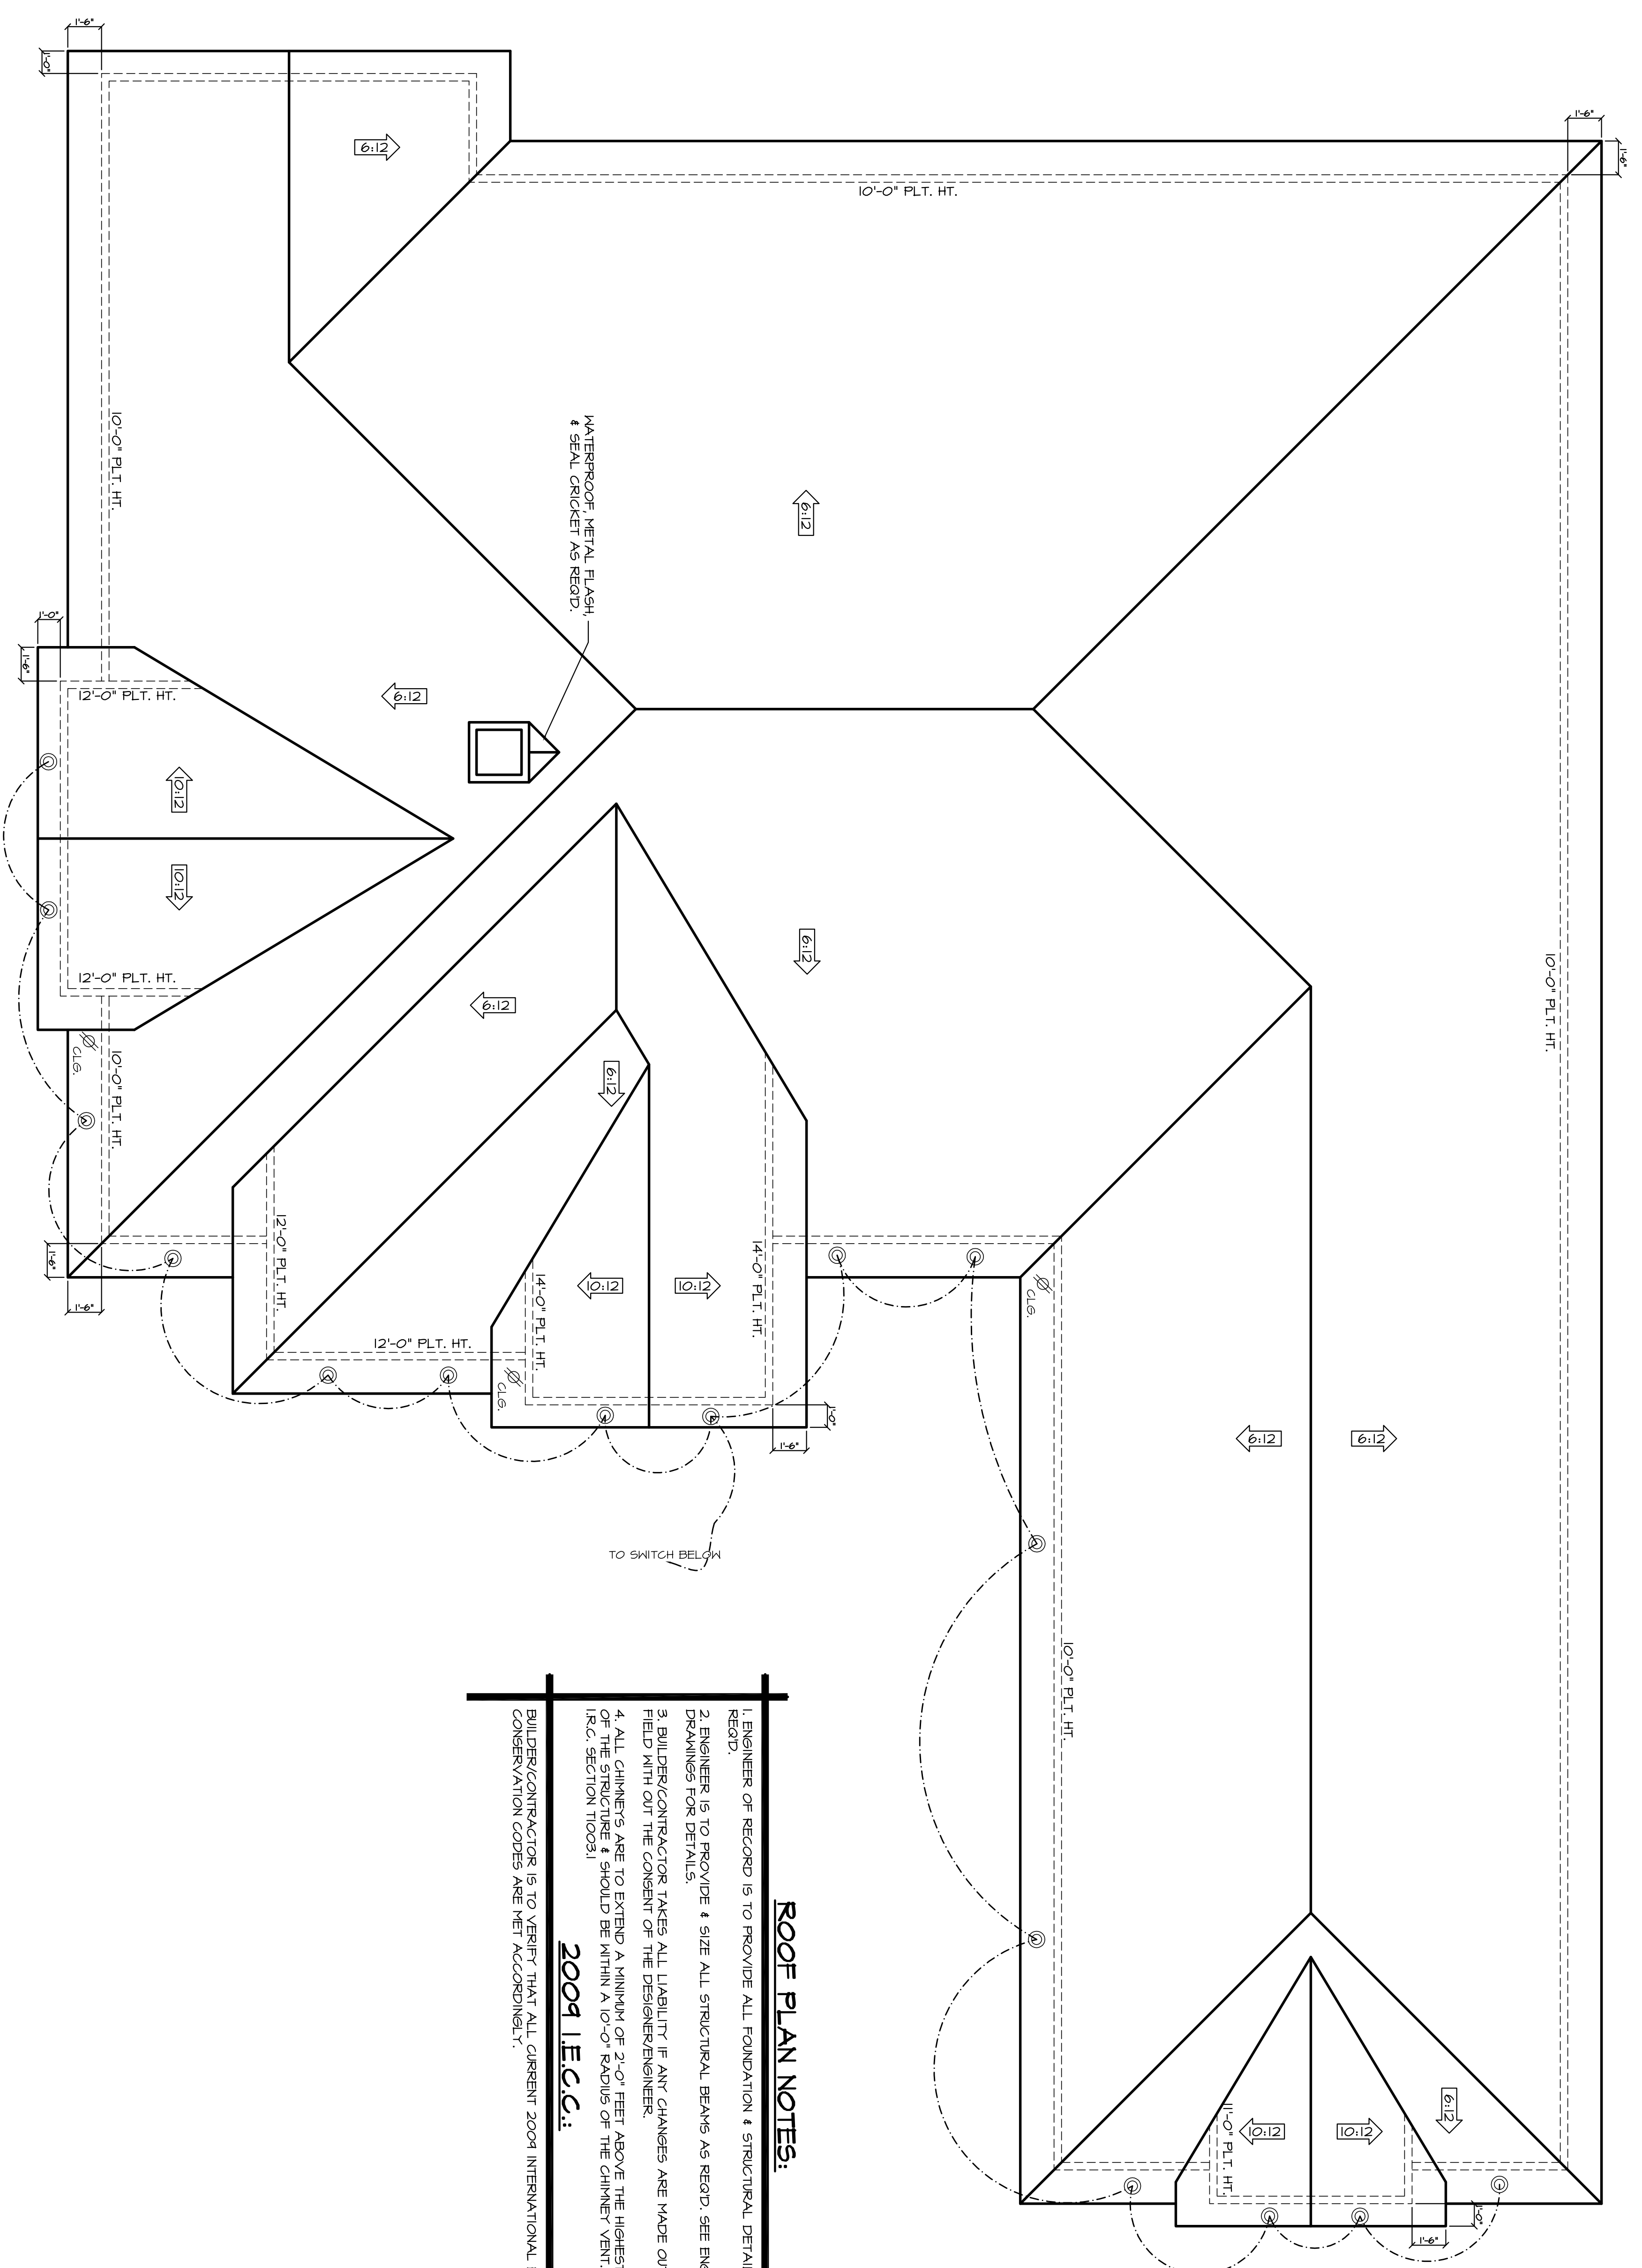 1'-6"
1'-0"
6:12
1'-6"
1'-6"
10'-0" PLT. HT.
10'-0" PLT. HT.
WATERPROOF, METAL FLASH,
& SEAL CRICKET AS REQ'D.
6:12
1'-0"
1'-6"
12'-0" PLT. HT.
6:12
10:12
10:12
12'-0" PLT. HT.
CLG.
10'-0" PLT. HT.
6:12
6:12
6:12
10'-0" PLT. HT.
1'-6"
1'-6"
12'-0" PLT. HT.
12'-0" PLT. HT.
14'-0" PLT. HT.
10:12
10:12
14'-0" PLT. HT.
CLG.
CLG.
1'-0"
1'-6"
6:12
6:12
TO SWITCH BELOW
10'-0" PLT. HT.
ROOF PLAN NOTES:
1. ENGINEER OF RECORD IS TO PROVIDE ALL FOUNDATION & STRUCTURAL
REQ'D.
2. ENGINEER IS TO PROVIDE & SIZE ALL STRUCTURAL BEAMS AS REQ'D. SEE
DRAWINGS FOR DETAILS.
3. BUILDER/CONTRACTOR TAKES ALL LIABILITY IF ANY CHANGES ARE MADE
FIELD WITH OUT THE CONSENT OF THE DESIGNER/ENGINEER.
4. ALL CHIMNEYS ARE TO EXTEND A MINIMUM OF 2'-0" FEET ABOVE THE HIGHEST
OF THE STRUCTURE & SHOULD BE WITHIN A 10'-0" RADIUS OF THE CHIMNEY VENT.
I.R.C. SECTION T1003.1
2009 I.E.C.C.:
BUILDER/CONTRACTOR IS TO VERIFY THAT ALL CURRENT 2009 INTERNATIONAL
CONSERVATION CODES ARE MET ACCORDINGLY.
11'-0" PLT. HT.
10:12
10:12
6:12
1'-0"
1'-6"